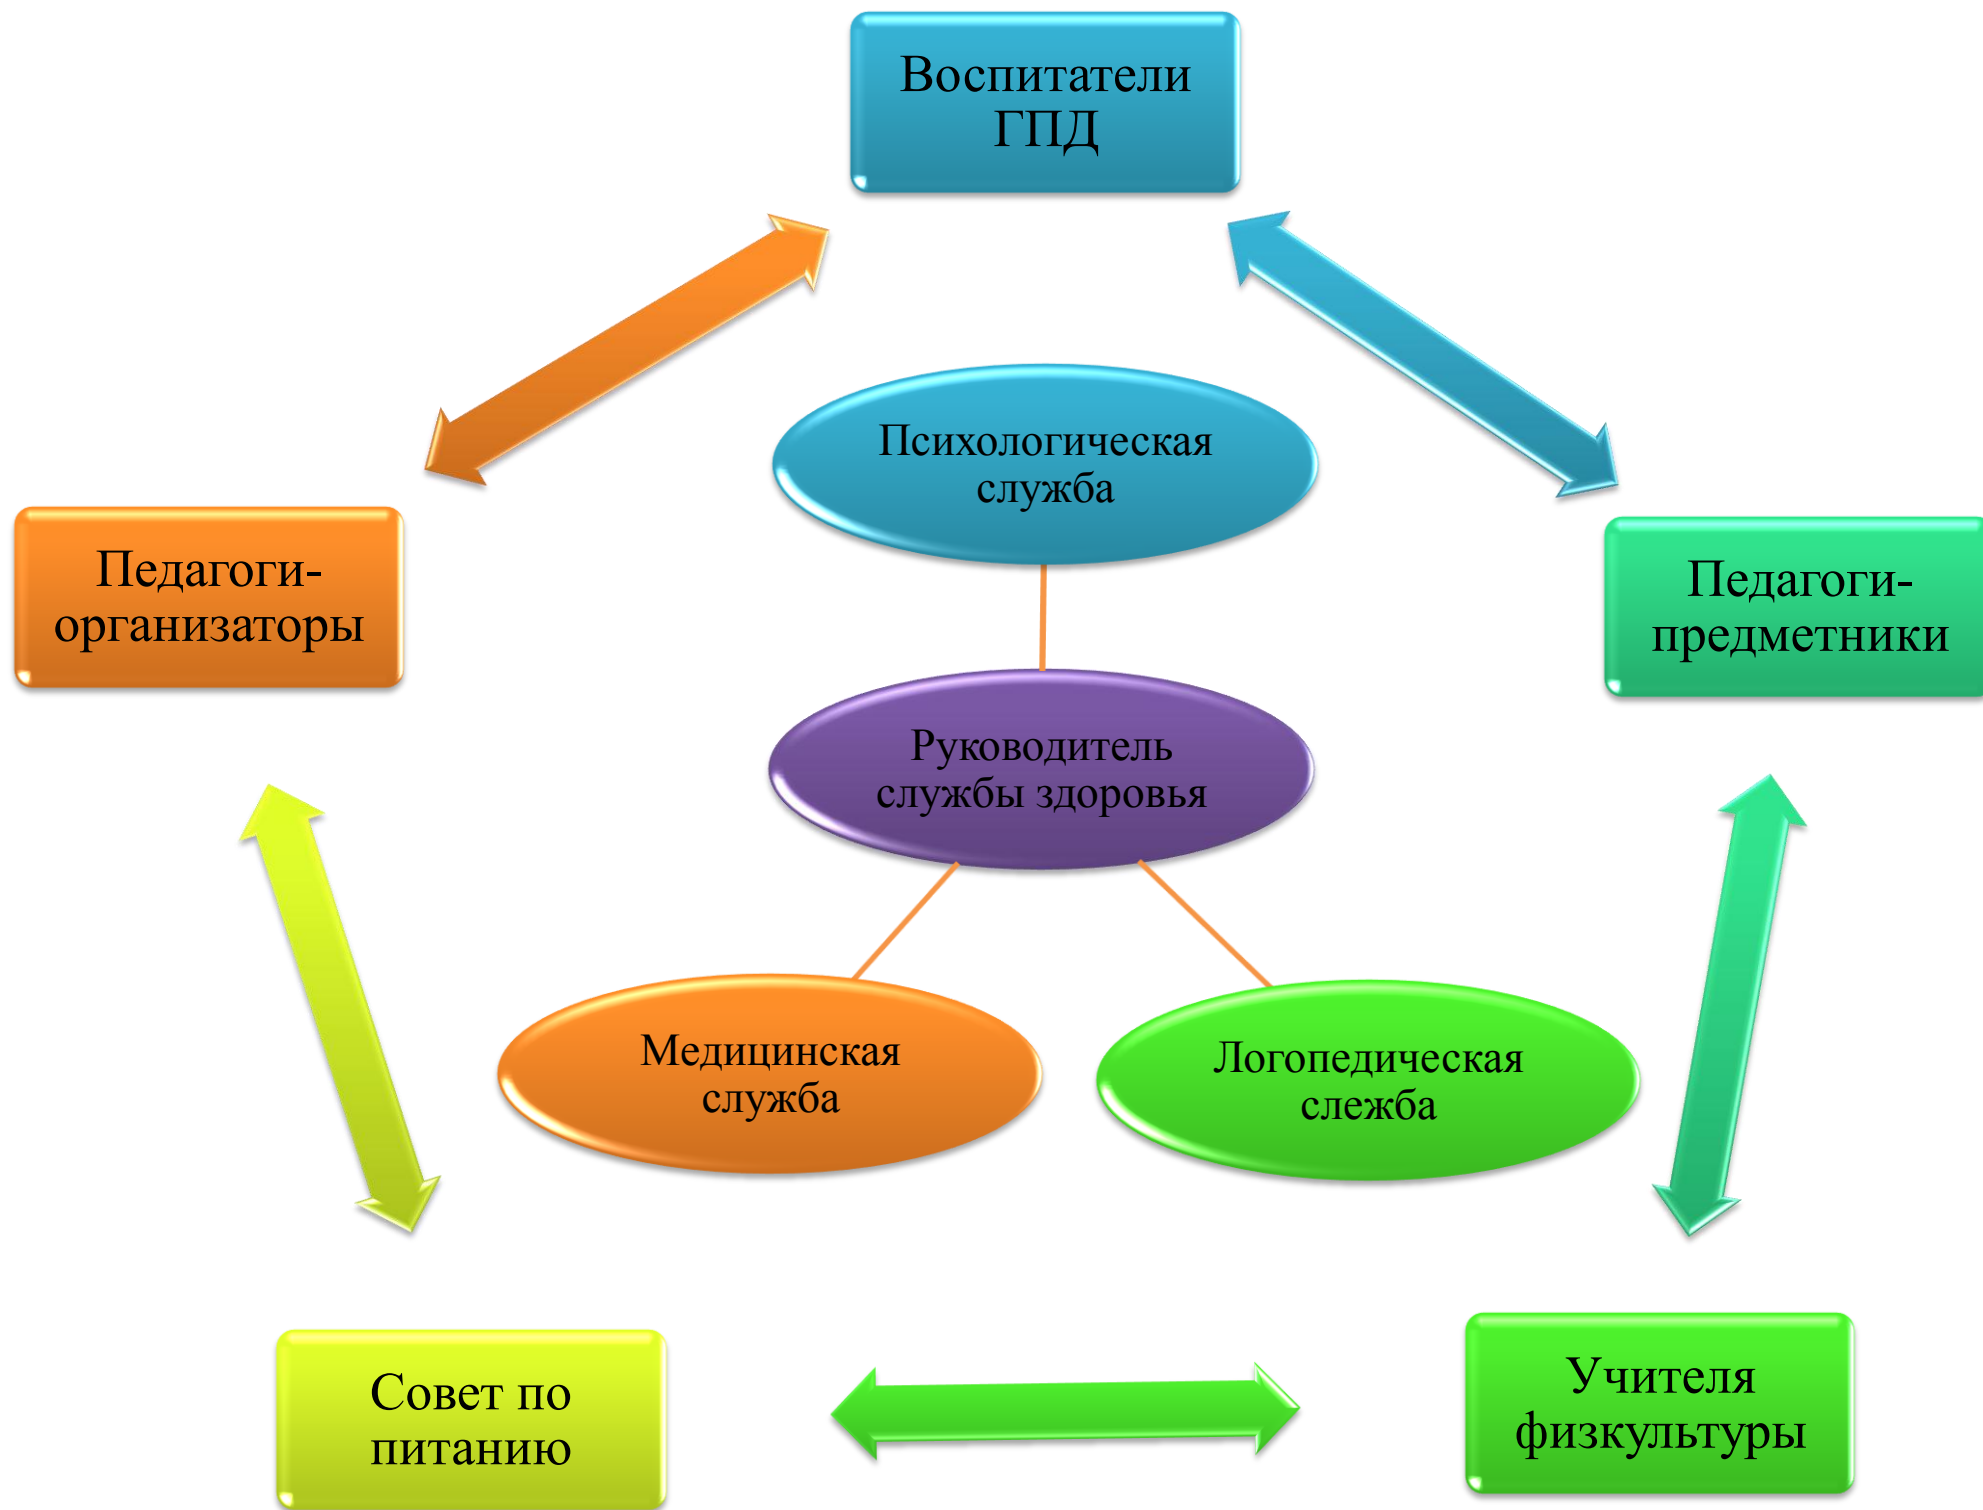 Воспитатели
ГПД
Психологическая
служба
Педагоги-
организаторы
Педагоги-
предметники
Руководитель
службы здоровья
Медицинская
служба
Логопедическая
слежба
Совет по
питанию
Учителя
физкультуры